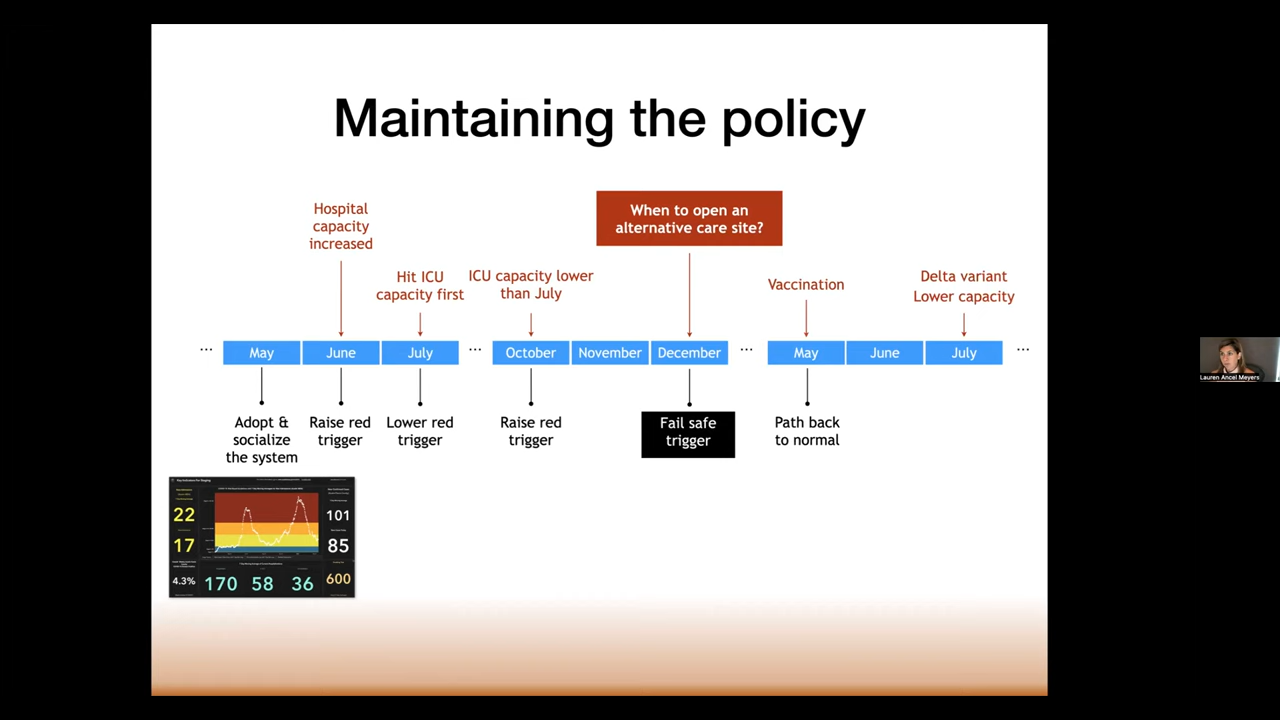 Maintaining the policy
Hospital
capacity
increased
Hit ICU
capacity first
ICU capacity lower
than July
When to open an
alternative care site?
Vaccination
Delta variant
Lower capacity
... May June July ... October November December ... May June July ...
Adopt &
socialize
the system
Raise red
trigger
Lower red
trigger
Raise red
trigger
Fail safe
trigger
Path back
to normal
22
17
4.3%
170 58 36
101
85
600
Lauren Ancel Meyers